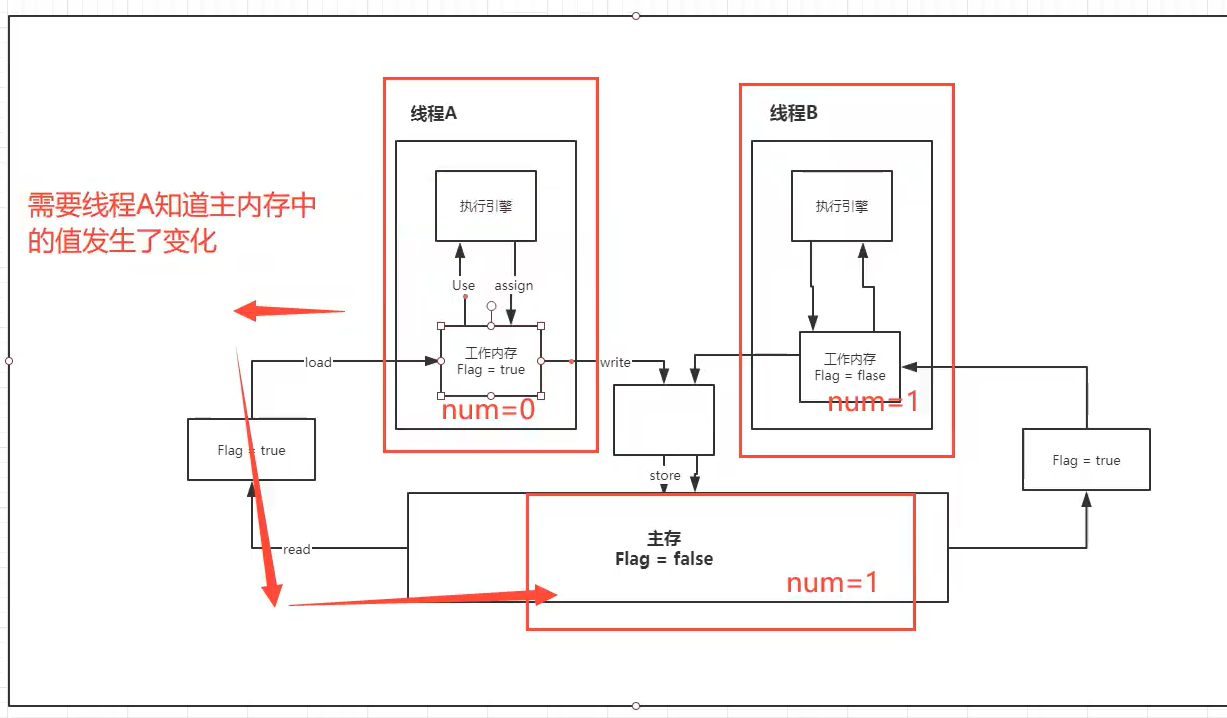 线程A
线程B
需要线程A知道主内存中
的值发生了变化
执行引擎
执行引擎
Use
assign
工作内存
Flag = true
工作内存
Flag = flase
load
write
num=0
num=1
Flag = true
Flag = true
store
read
主存
Flag = false
num=1